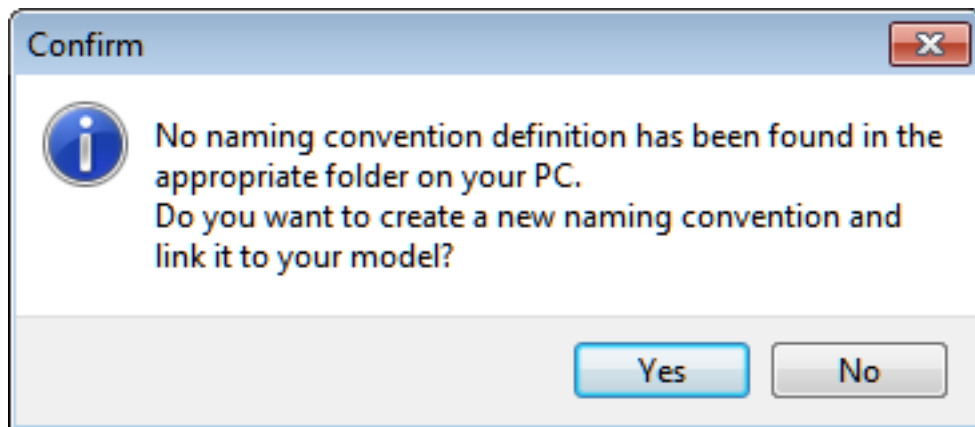 Confirm
No naming convention definition has been found in the
appropriate folder on your PC.
Do you want to create a new naming convention and
link it to your model?
Yes
No